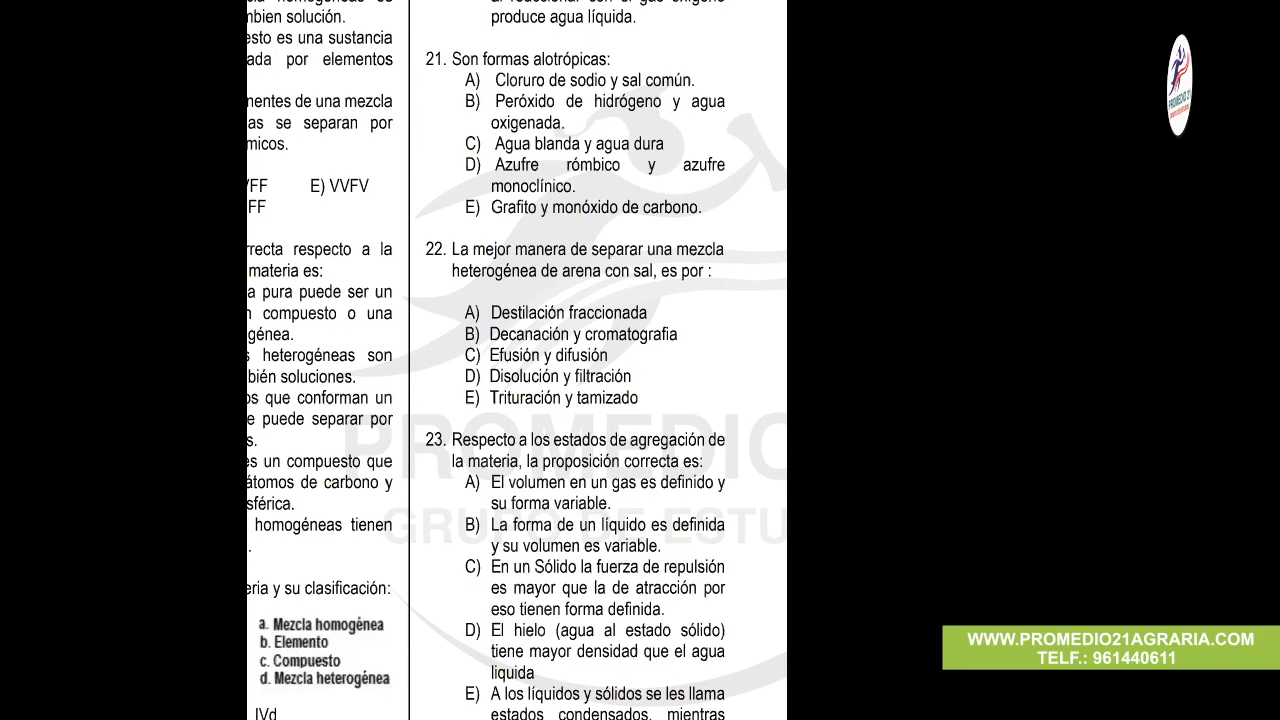 mbien solución.
esto es una sustancia
ada por elementos
nentes de una mezcla
as se separan por
micos.
FF E) VVFV
FF
rrecta respecto a la
materia es:
a pura puede ser un
compuesto o una
génea.
heterogéneas son
bién soluciones.
os que conforman un
e puede separar por
s.
es un compuesto que
átomos de carbono y
sférica.
homogéneas tienen
.
eria y su clasificación:
a. Mezcla homogénea
b. Elemento
c. Compuesto
d. Mezcla heterogénea
IVd
produce agua líquida.
21. Son formas alotrópicas:
A) Cloruro de sodio y sal común.
B) Peróxido de hidrógeno y agua
oxigenada.
C) Agua blanda y agua dura
D) Azufre rómbico y azufre
monoclínico.
E) Grafito y monóxido de carbono.
22. La mejor manera de separar una mezcla
heterogénea de arena con sal, es por :
A) Destilación fraccionada
B) Decanación y cromatografia
C) Efusión y difusión
D) Disolución y filtración
E) Trituración y tamizado
23. Respecto a los estados de agregación de
la materia, la proposición correcta es:
A) El volumen en un gas es definido y
su forma variable.
B) La forma de un líquido es definida
y su volumen es variable.
C) En un Sólido la fuerza de repulsión
es mayor que la de atracción por
eso tienen forma definida.
D) El hielo (agua al estado sólido)
tiene mayor densidad que el agua
liquida
E) A los líquidos y sólidos se les llama
estados condensados, mientras
PROMEDIO
GRUPO DE ESTU
PROMEDIO 21
WWW.PROMEDIO21AGRARIA.COM
TELF.: 961440611